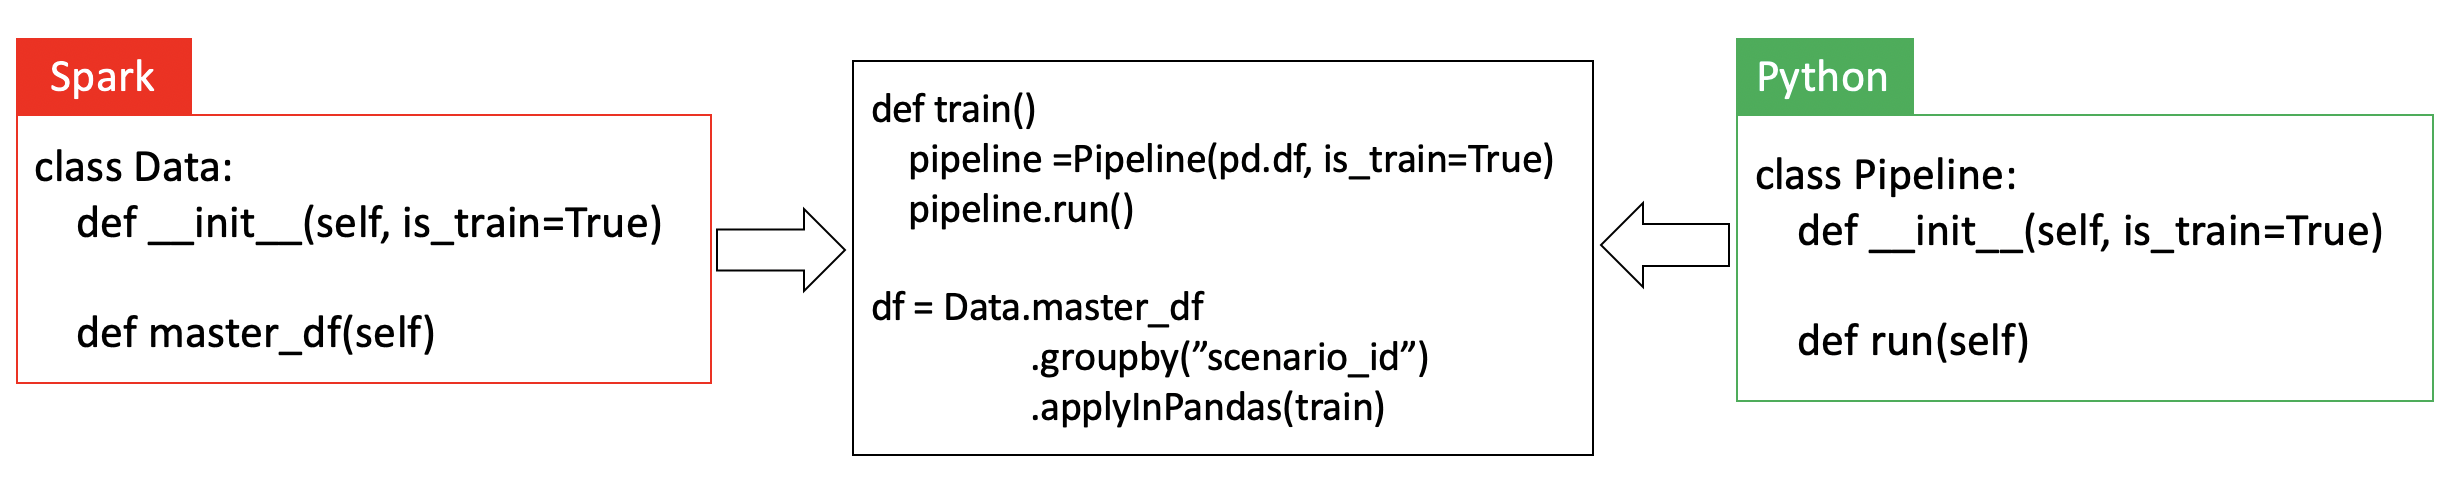 Spark
class Data:
def __init__(self, is_train=True)
def master_df(self)
def train()
pipeline =Pipeline(pd.df, is_train=True)
pipeline.run()
df = Data.master_df
.groupby(”scenario_id”)
.applyInPandas(train)
Python
class Pipeline:
def __init__(self, is_train=True)
def run(self)